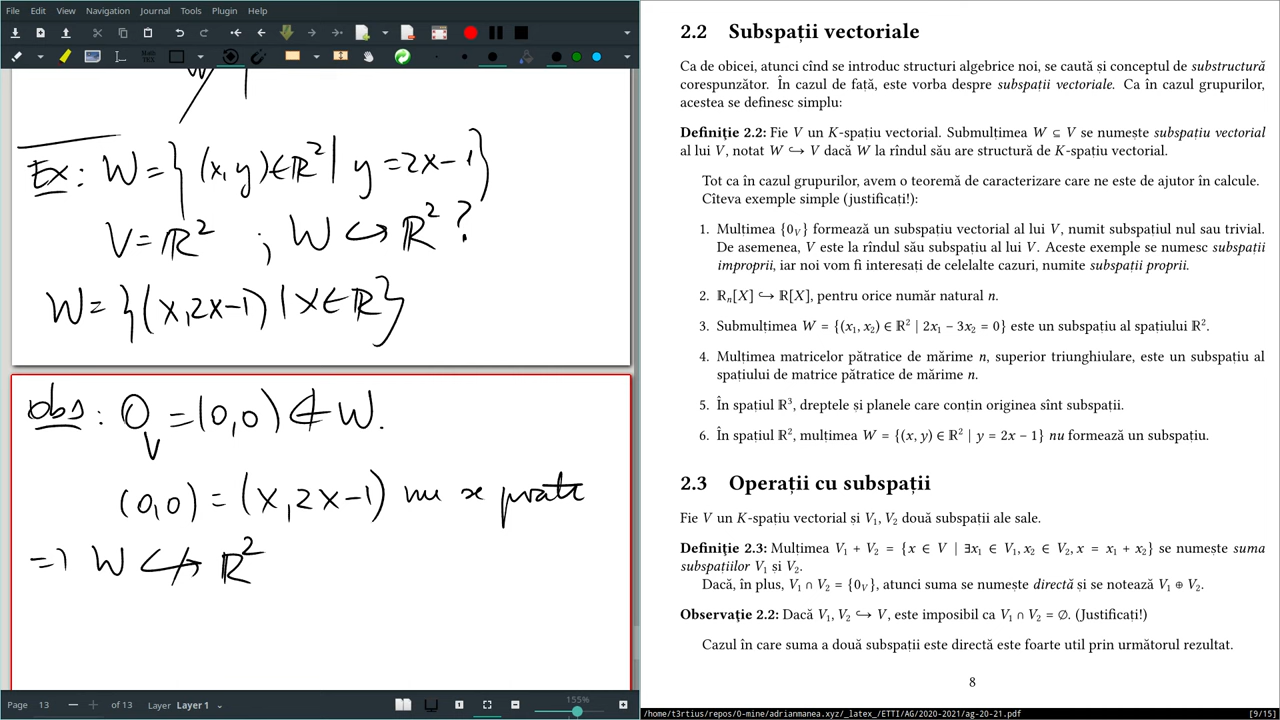 File Edit View Navigation Journal Tools Plugin Help
Math
TEX
Ex: W = {(x,y) ∈ ℝ² | y = 2x-1}
V = ℝ² ; W ↪ ℝ² ?
W = {(x, 2x-1) | x ∈ ℝ}
Obs: 0_V = (0,0) ∉ W.
(0,0) = (x, 2x-1) nu se poate
=> W ↪̸ ℝ²
Page 13 of 13 Layer Layer 1 155%
2.2 Subspații vectoriale
Ca de obicei, atunci cînd se introduc structuri algebrice noi, se caută și conceptul de substructură
corespunzător. În cazul de față, este vorba despre subspații vectoriale. Ca în cazul grupurilor,
acestea se definesc simplu:
Definiție 2.2: Fie V un K-spațiu vectorial. Submulțimea W ⊆ V se numește subspațiu vectorial
al lui V, notat W ↪ V dacă W la rîndul său are structură de K-spațiu vectorial.
Tot ca în cazul grupurilor, avem o teoremă de caracterizare care ne este de ajutor în calcule.
Cîteva exemple simple (justificați!):
1. Mulțimea {0_V} formează un subspațiu vectorial al lui V, numit subspațiul nul sau trivial.
De asemenea, V este la rîndul său subspațiu al lui V. Aceste exemple se numesc subspații
improprii, iar noi vom fi interesați de celelalte cazuri, numite subspații proprii.
2. ℝₙ[X] ↪ ℝ[X], pentru orice număr natural n.
3. Submulțimea W = {(x₁, x₂) ∈ ℝ² | 2x₁ − 3x₂ = 0} este un subspațiu al spațiului ℝ².
4. Mulțimea matricelor pătratice de mărime n, superior triunghiulare, este un subspațiu al
spațiului de matrice pătratice de mărime n.
5. În spațiul ℝ³, dreptele și planele care conțin originea sînt subspații.
6. În spațiul ℝ², mulțimea W = {(x, y) ∈ ℝ² | y = 2x − 1} nu formează un subspațiu.
2.3 Operații cu subspații
Fie V un K-spațiu vectorial și V₁, V₂ două subspații ale sale.
Definiție 2.3: Mulțimea V₁ + V₂ = {x ∈ V | ∃x₁ ∈ V₁, x₂ ∈ V₂, x = x₁ + x₂} se numește suma
subspațiilor V₁ și V₂.
Dacă, în plus, V₁ ∩ V₂ = {0_V}, atunci suma se numește directă și se notează V₁ ⊕ V₂.
Observație 2.2: Dacă V₁, V₂ ↪ V, este imposibil ca V₁ ∩ V₂ = ∅. (Justificați!)
Cazul în care suma a două subspații este directă este foarte util prin următorul rezultat.
8
/home/t3rtius/repos/0-mine/adrianmanea.xyz/_latex_/ETTI/AG/2020-2021/ag-20-21.pdf [9/15]